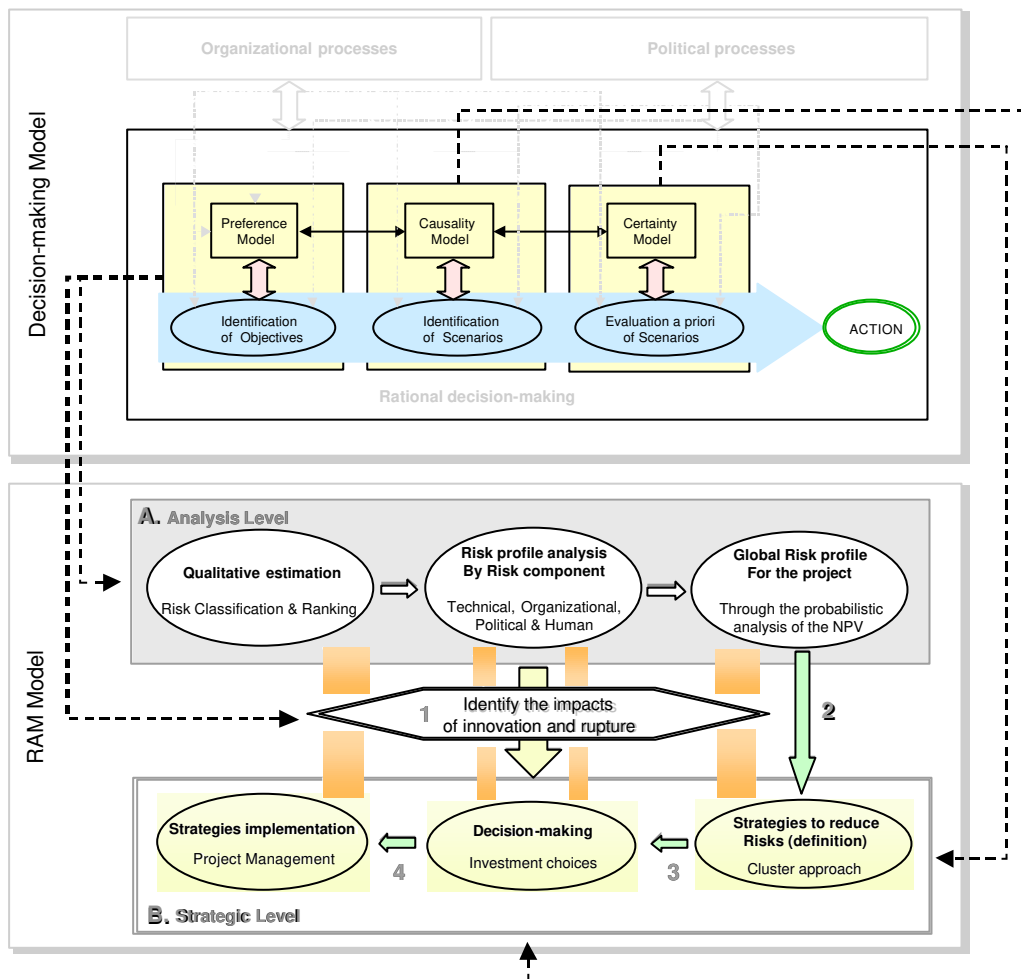 Organizational processes
Political processes
Decision-making Model
Preference
Model
Causality
Model
Certainty
Model
Identification
of Objectives
Identification
of Scenarios
Evaluation a priori
of Scenarios
ACTION
Rational decision-making
RAM Model
A. Analysis Level
Qualitative estimation
Risk Classification & Ranking
Risk profile analysis
By Risk component
Technical, Organizational,
Political & Human
Global Risk profile
For the project
Through the probabilistic
analysis of the NPV
1
Identify the impacts
of innovation and rupture
2
Strategies implementation
Project Management
4
Decision-making
Investment choices
3
Strategies to reduce
Risks (definition)
Cluster approach
B. Strategic Level